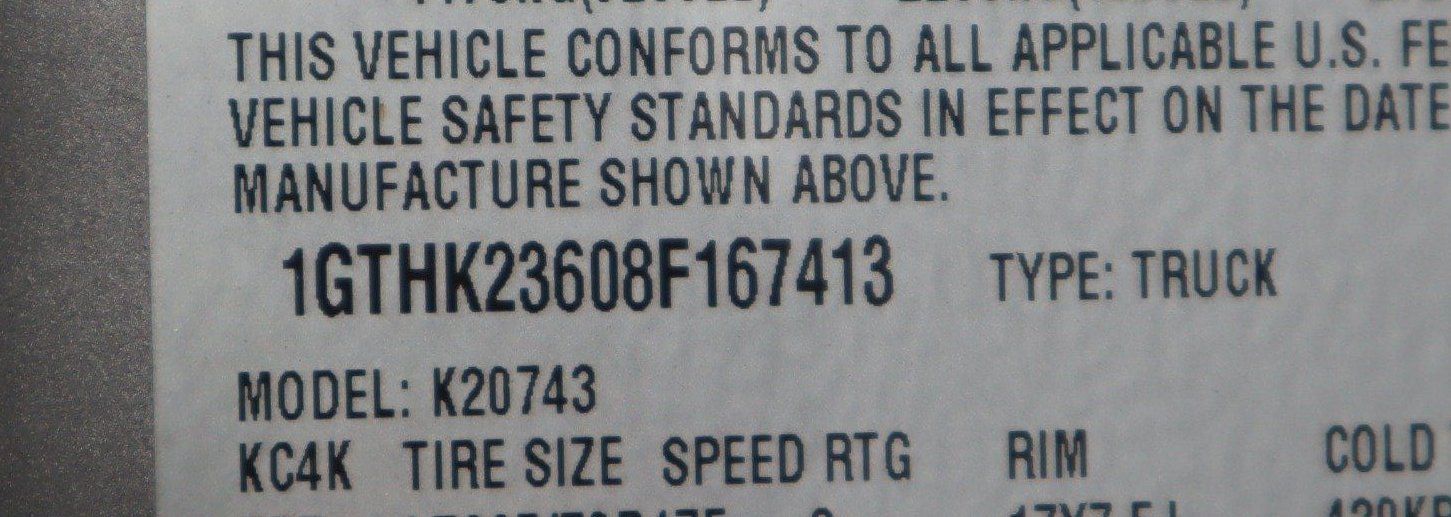 THIS VEHICLE CONFORMS TO ALL APPLICABLE U.S. FE
VEHICLE SAFETY STANDARDS IN EFFECT ON THE DATE
MANUFACTURE SHOWN ABOVE.
1GTHK23608F167413 TYPE: TRUCK
MODEL: K20743
KC4K TIRE SIZE SPEED RTG RIM COLD